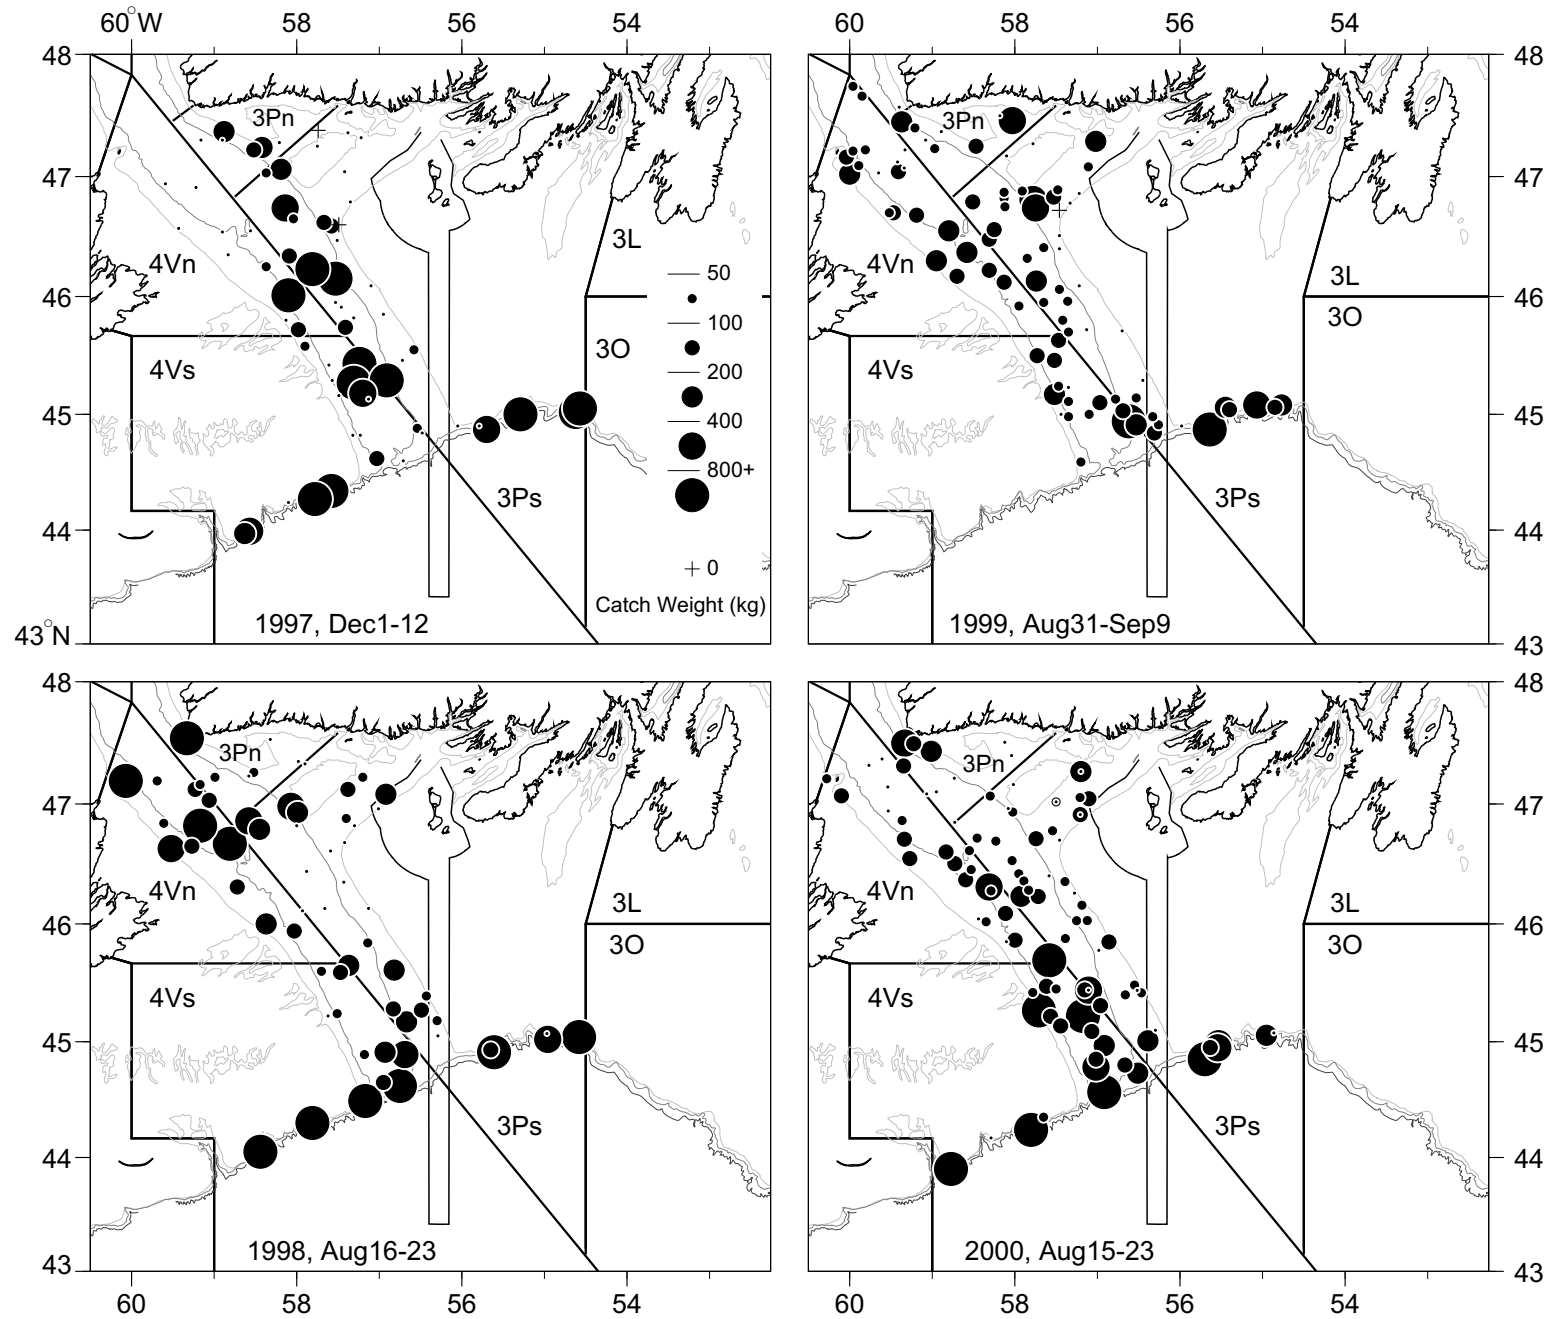 60°W 58 56 54
60 58 56 54
48 48
3Pn
3Pn
47 47
3L
4Vn
50
4Vn
3L
46 46
100
3O
3O
4Vs
200
4Vs
45 45
400
800+
3Ps
3Ps
44 44
0
Catch Weight (kg)
1997, Dec1-12
1999, Aug31-Sep9
43°N 43
48 48
3Pn
3Pn
47 47
4Vn
4Vn
3L
3L
46 46
3O
3O
4Vs
4Vs
45 45
3Ps
3Ps
44 44
1998, Aug16-23
2000, Aug15-23
43 43
60 58 56 54
60 58 56 54